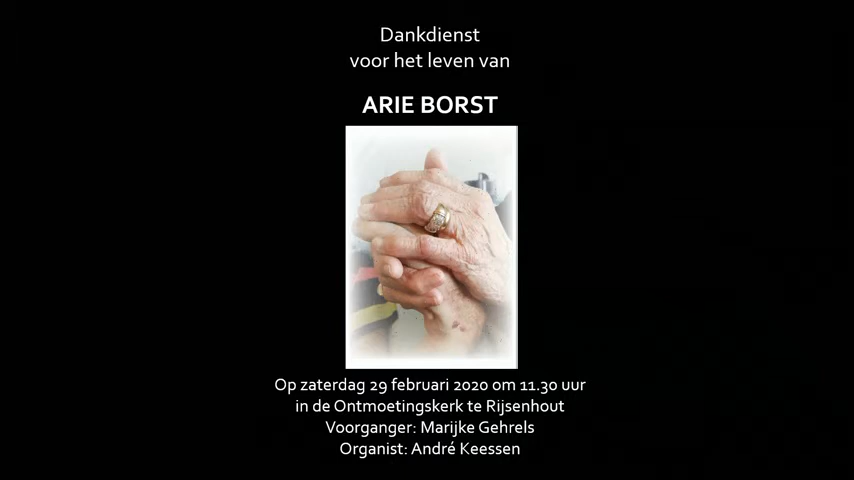 Dankdienst
voor het leven van
ARIE BORST
Op zaterdag 29 februari 2020 om 11.30 uur
in de Ontmoetingskerk te Rijsenhout
Voorganger: Marijke Gehrels
Organist: André Keessen